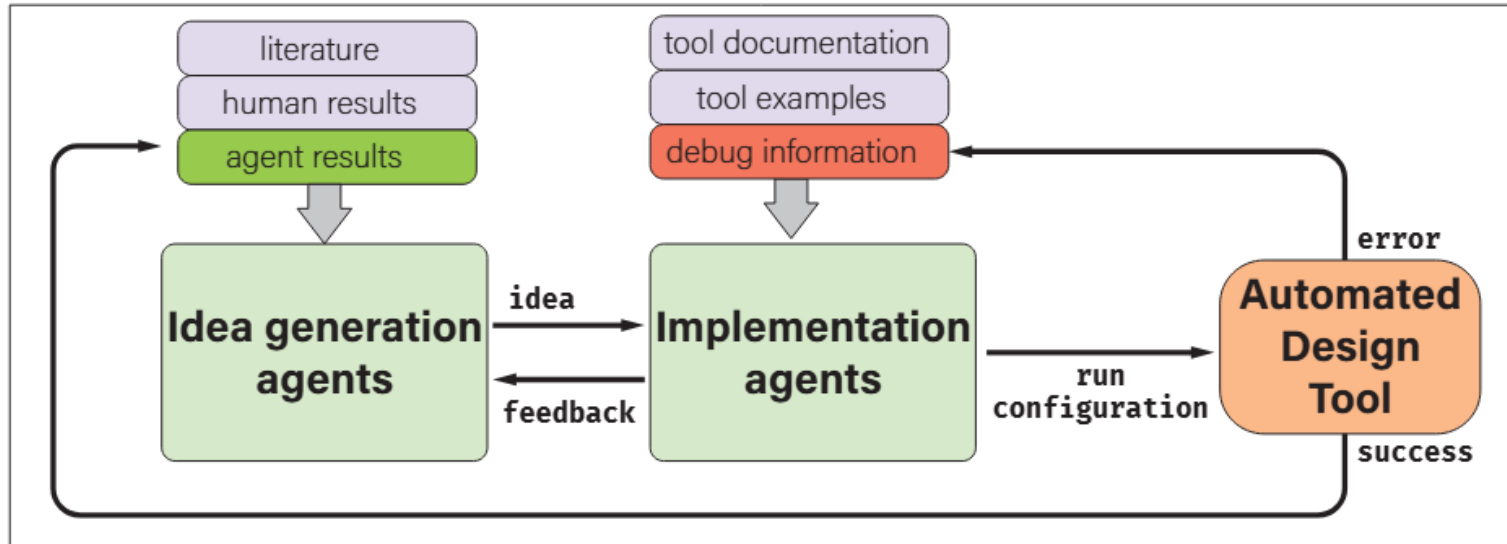 literature
human results
agent results
tool documentation
tool examples
debug information
Idea generation
agents
idea
feedback
Implementation
agents
run
configuration
error
Automated
Design
Tool
success